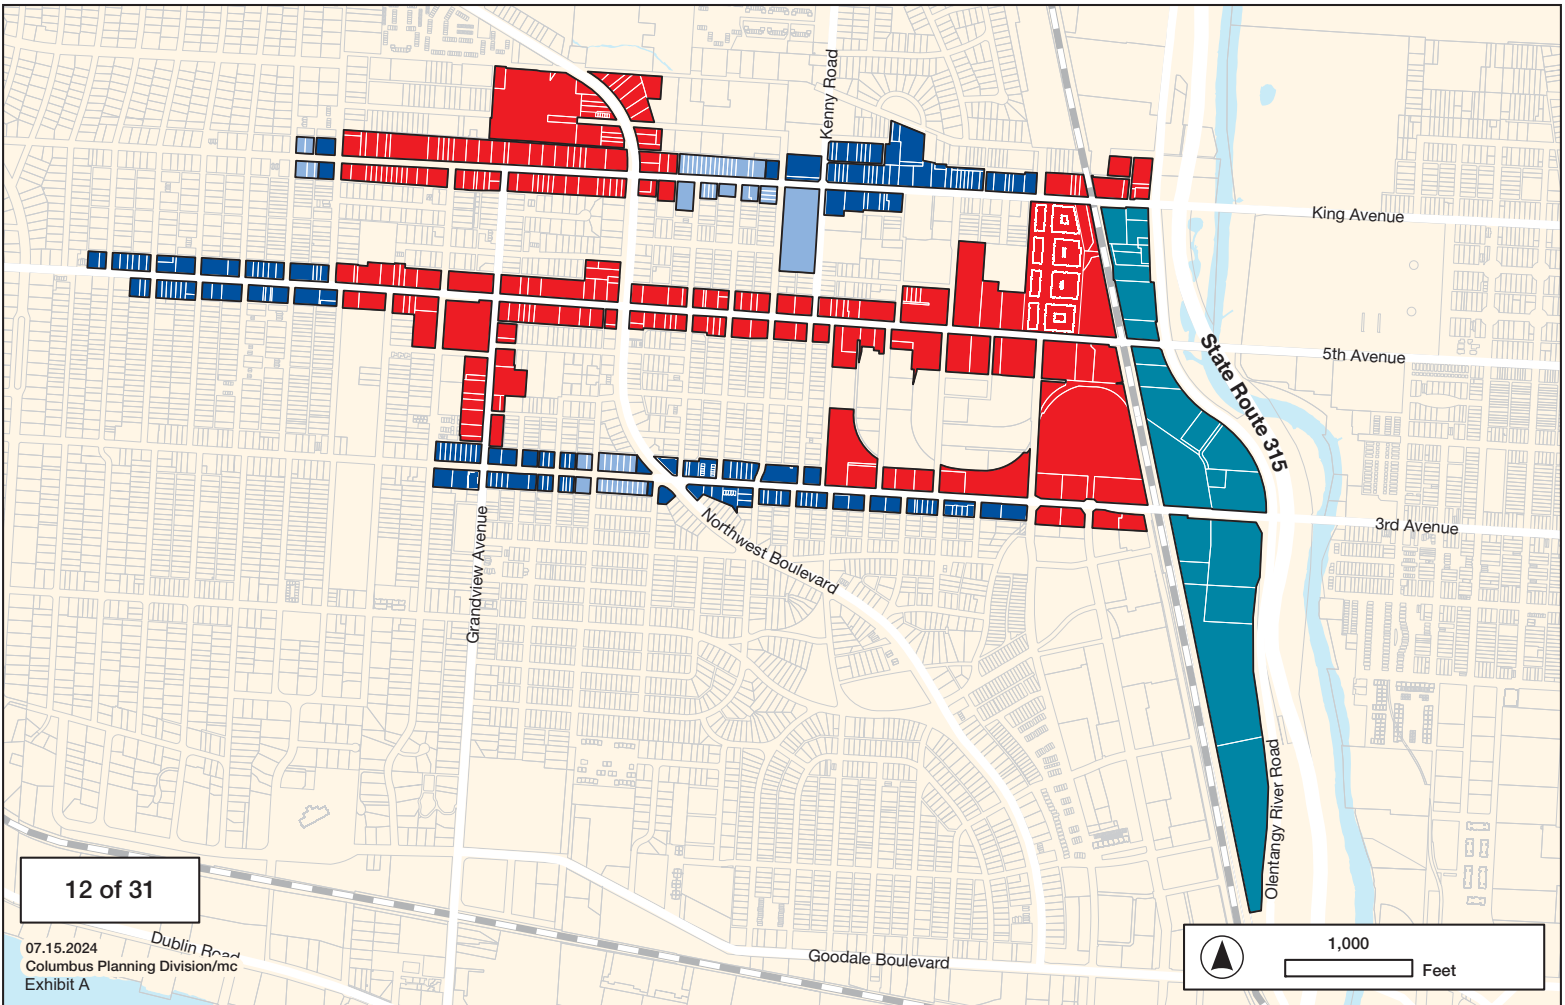 Kenny Road
King Avenue
State Route 315
5th Avenue
3rd Avenue
Grandview Avenue
Northwest Boulevard
Olentangy River Road
12 of 31
07.15.2024
Columbus Planning Division/mc
Exhibit A
Dublin Road
Goodale Boulevard
1,000
Feet